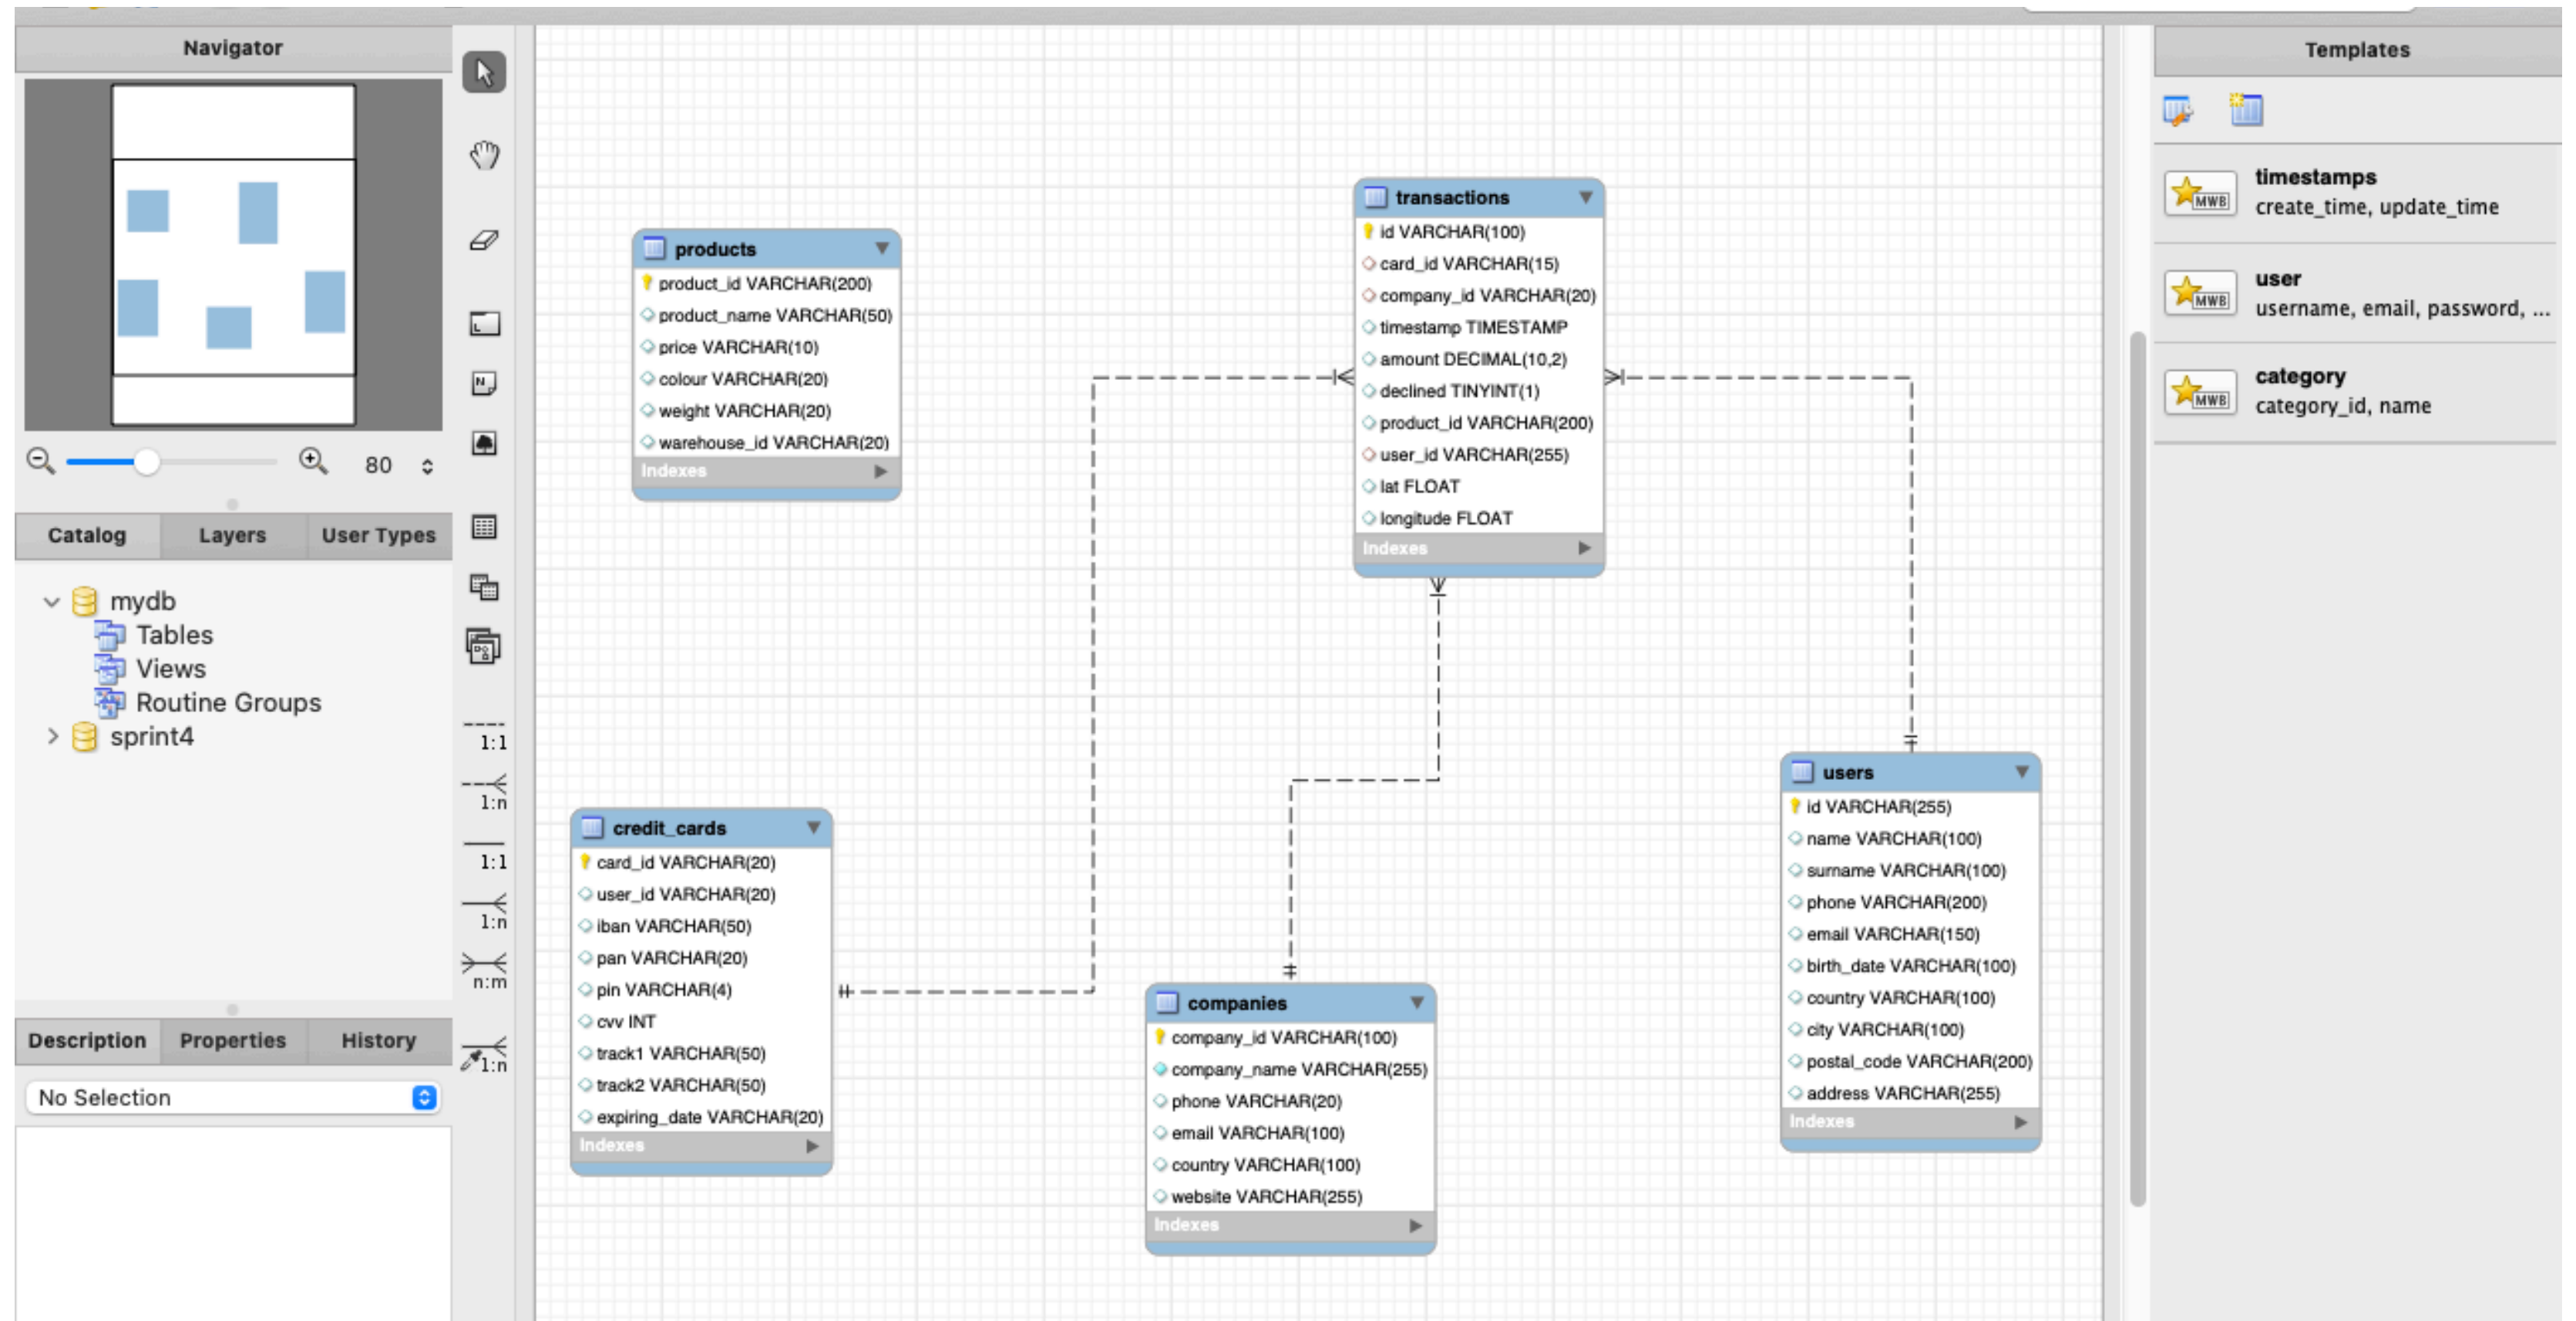 Navigator
80
Catalog
Layers
User Types
mydb
Tables
Views
Routine Groups
sprint4
Description
Properties
History
No Selection
1:1
1:n
1:1
1:n
n:m
1:n
products
product_id VARCHAR(200)
product_name VARCHAR(50)
price VARCHAR(10)
colour VARCHAR(20)
weight VARCHAR(20)
warehouse_id VARCHAR(20)
Indexes
transactions
id VARCHAR(100)
card_id VARCHAR(15)
company_id VARCHAR(20)
timestamp TIMESTAMP
amount DECIMAL(10,2)
declined TINYINT(1)
product_id VARCHAR(200)
user_id VARCHAR(255)
lat FLOAT
longitude FLOAT
Indexes
credit_cards
card_id VARCHAR(20)
user_id VARCHAR(20)
iban VARCHAR(50)
pan VARCHAR(20)
pin VARCHAR(4)
cvv INT
track1 VARCHAR(50)
track2 VARCHAR(50)
expiring_date VARCHAR(20)
Indexes
companies
company_id VARCHAR(100)
company_name VARCHAR(255)
phone VARCHAR(20)
email VARCHAR(100)
country VARCHAR(100)
website VARCHAR(255)
Indexes
users
id VARCHAR(255)
name VARCHAR(100)
surname VARCHAR(100)
phone VARCHAR(200)
email VARCHAR(150)
birth_date VARCHAR(100)
country VARCHAR(100)
city VARCHAR(100)
postal_code VARCHAR(200)
address VARCHAR(255)
Indexes
Templates
MWB
timestamps
create_time, update_time
MWB
user
username, email, password, ...
MWB
category
category_id, name